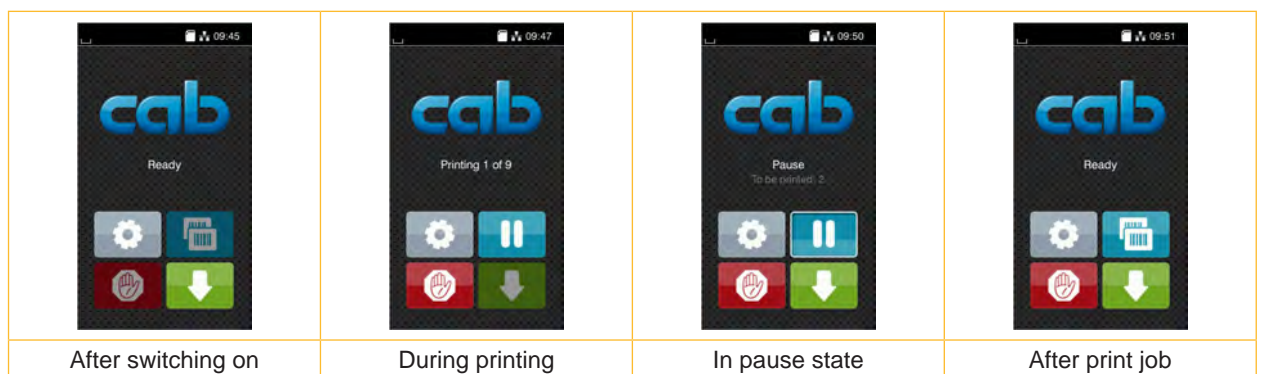 09:45
cab
Ready
After switching on
09:47
cab
Printing 1 of 9
During printing
09:50
cab
Pause
To be printed: 2
In pause state
09:51
cab
Ready
After print job